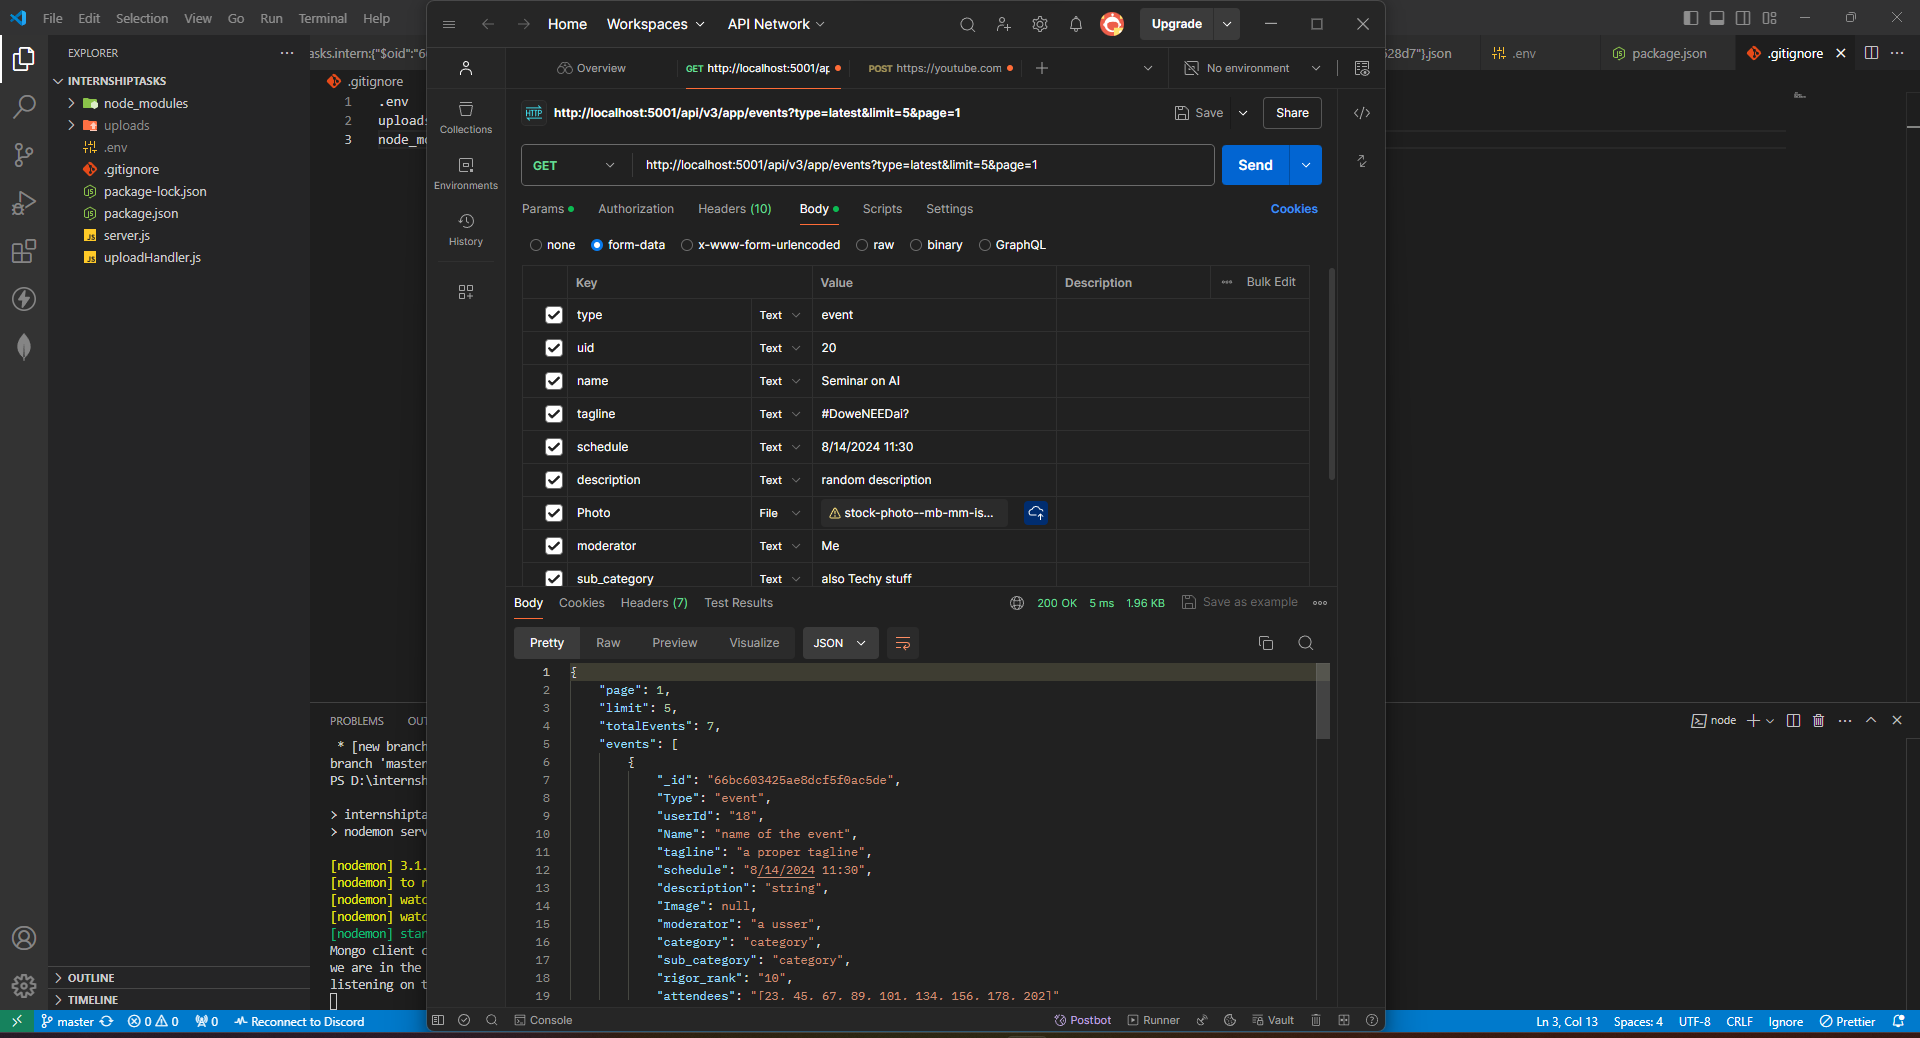 File Edit Selection View Go Run Terminal Help
EXPLORER
INTERNSHIPTASKS
node_modules
uploads
.env
.gitignore
package-lock.json
package.json
server.js
uploadHandler.js
OUTLINE
TIMELINE
asks.intern:{"$oid":"6
.gitignore
1 .env
2 uploads
3 node_m
PROBLEMS OU
* [new branch
branch 'master
PS D:\internsh
> internshipta
> nodemon serv
[nodemon] 3.1.
[nodemon] to r
[nodemon] watc
[nodemon] watc
[nodemon] star
Mongo client c
we are in the
listening on t
Home Workspaces API Network Upgrade
Collections
Environments
History
Overview GET http://localhost:5001/ap POST https://youtube.com No environment
HTTP http://localhost:5001/api/v3/app/events?type=latest&limit=5&page=1 Save Share
GET http://localhost:5001/api/v3/app/events?type=latest&limit=5&page=1 Send
Params Authorization Headers (10) Body Scripts Settings Cookies
none form-data x-www-form-urlencoded raw binary GraphQL
Key Value Description Bulk Edit
type Text event
uid Text 20
name Text Seminar on AI
tagline Text #DoweNEEDai?
schedule Text 8/14/2024 11:30
description Text random description
Photo File stock-photo--mb-mm-is...
moderator Text Me
sub_category Text also Techy stuff
Body Cookies Headers (7) Test Results 200 OK 5 ms 1.96 KB Save as example
Pretty Raw Preview Visualize JSON
1 {
2 "page": 1,
3 "limit": 5,
4 "totalEvents": 7,
5 "events": [
6 {
7 "_id": "66bc603425ae8dcf5f0ac5de",
8 "Type": "event",
9 "userId": "18",
10 "Name": "name of the event",
11 "tagline": "a proper tagline",
12 "schedule": "8/14/2024 11:30",
13 "description": "string",
14 "Image": null,
15 "moderator": "a usser",
16 "category": "category",
17 "sub_category": "category",
18 "rigor_rank": "10",
19 "attendees": "[23, 45, 67, 89, 101, 134, 156, 178, 202]"
Console Postbot Runner Vault
528d7"}.json .env package.json .gitignore
node
master 0 0 0 Reconnect to Discord
Ln 3, Col 13 Spaces: 4 UTF-8 CRLF Ignore Prettier